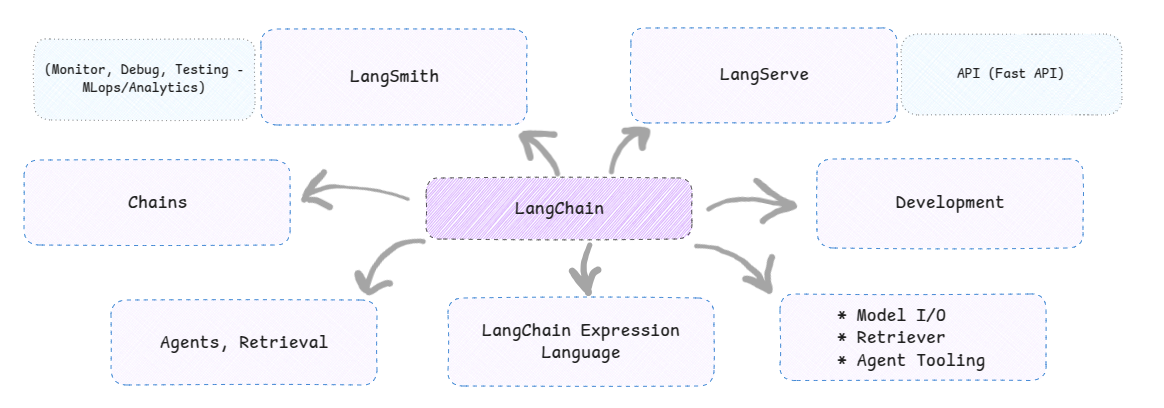 (Monitor, Debug, Testing -
MLops/Analytics)
LangSmith
LangServe
API (Fast API)
Chains
LangChain
Development
Agents, Retrieval
LangChain Expression
Language
* Model I/O
* Retriever
* Agent Tooling